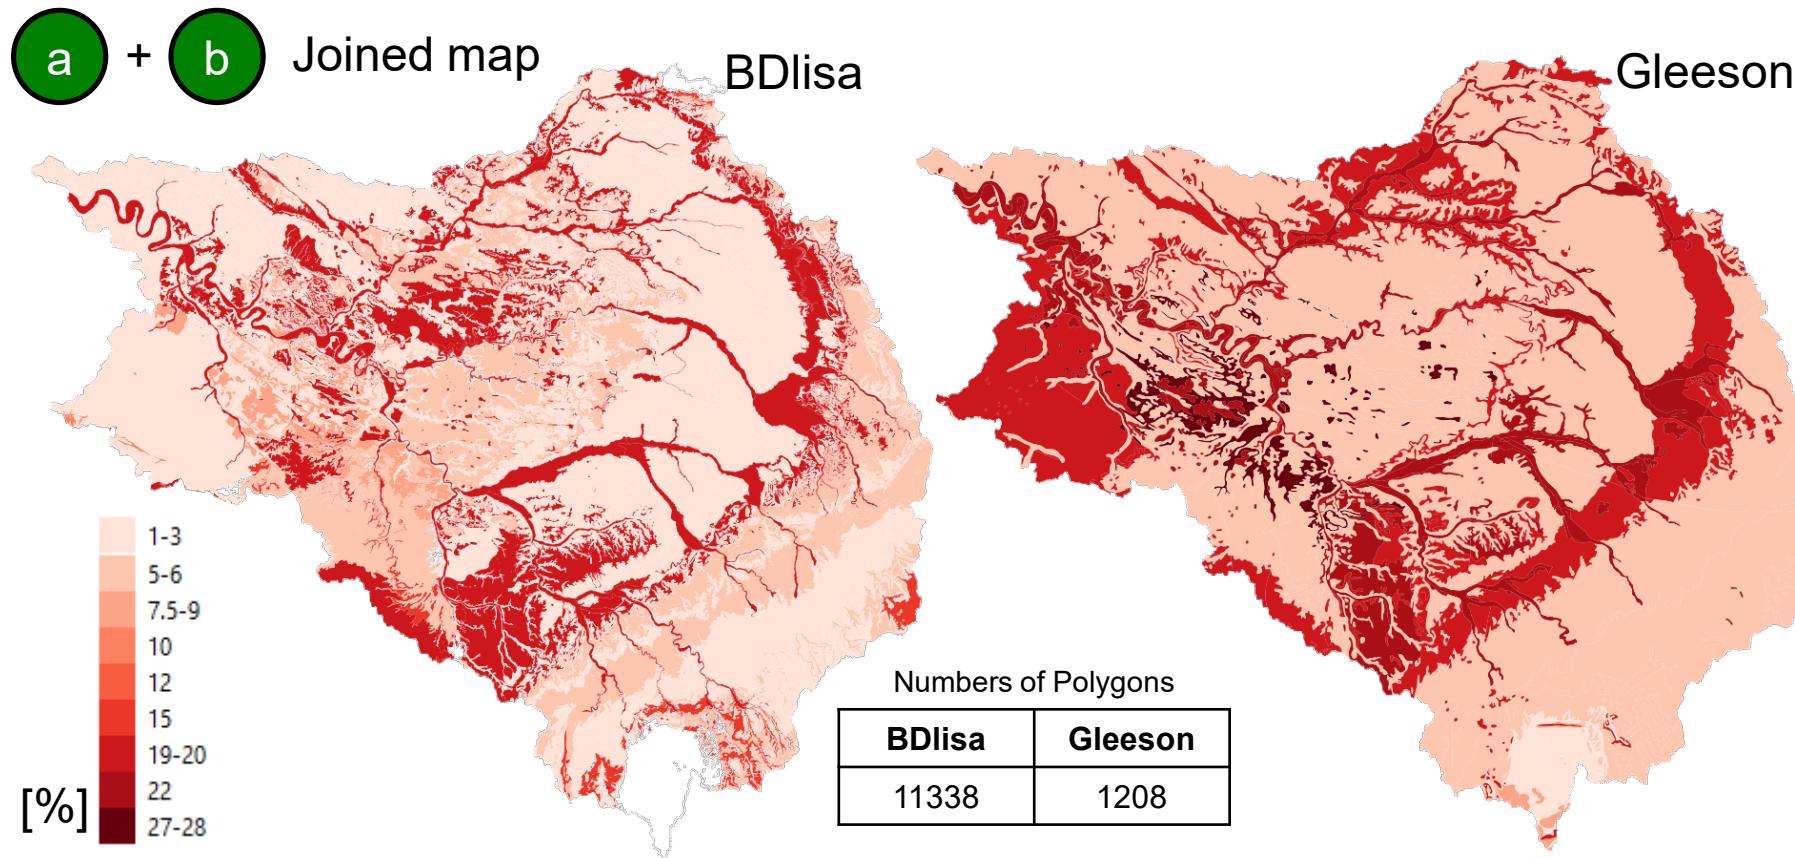 a + b Joined map
BDlisa
Gleeson
1-3
5-6
7.5-9
10
12
15
19-20
22
27-28
[%]
Numbers of Polygons
BDlisa Gleeson
11338 1208